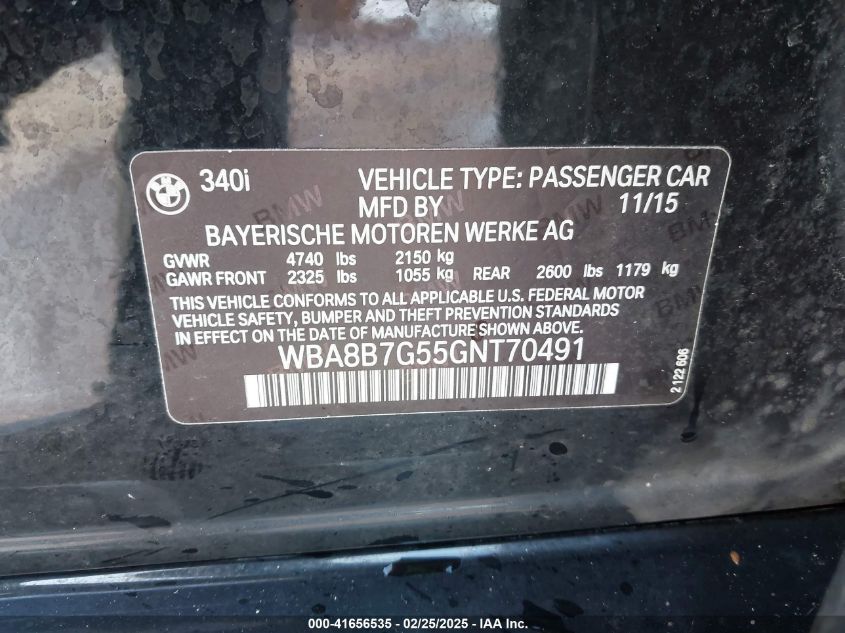 340i VEHICLE TYPE: PASSENGER CAR
MFD BY 11/15
BAYERISCHE MOTOREN WERKE AG
GVWR 4740 lbs 2150 kg
GAWR FRONT 2325 lbs 1055 kg REAR 2600 lbs 1179 kg
THIS VEHICLE CONFORMS TO ALL APPLICABLE U.S. FEDERAL MOTOR
VEHICLE SAFETY, BUMPER AND THEFT PREVENTION STANDARDS
IN EFFECT ON THE DATE OF MANUFACTURE SHOWN ABOVE.
WBA8B7G55GNT70491
2 122 606
000-41656535 - 02/25/2025 - IAA Inc.